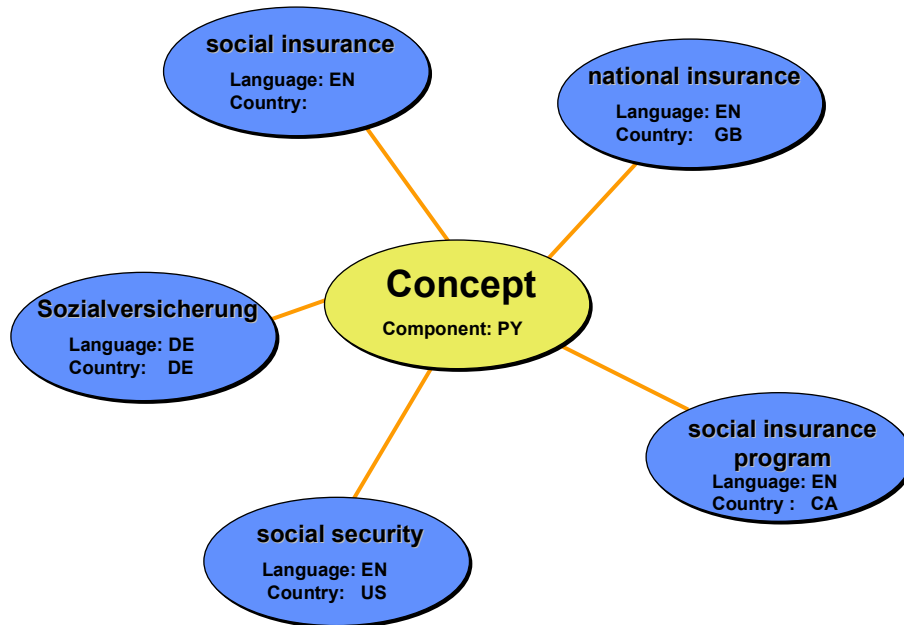 social insurance
Language: EN
Country:
national insurance
Language: EN
Country: GB
Concept
Component: PY
Sozialversicherung
Language: DE
Country: DE
social insurance
program
Language: EN
Country : CA
social security
Language: EN
Country: US